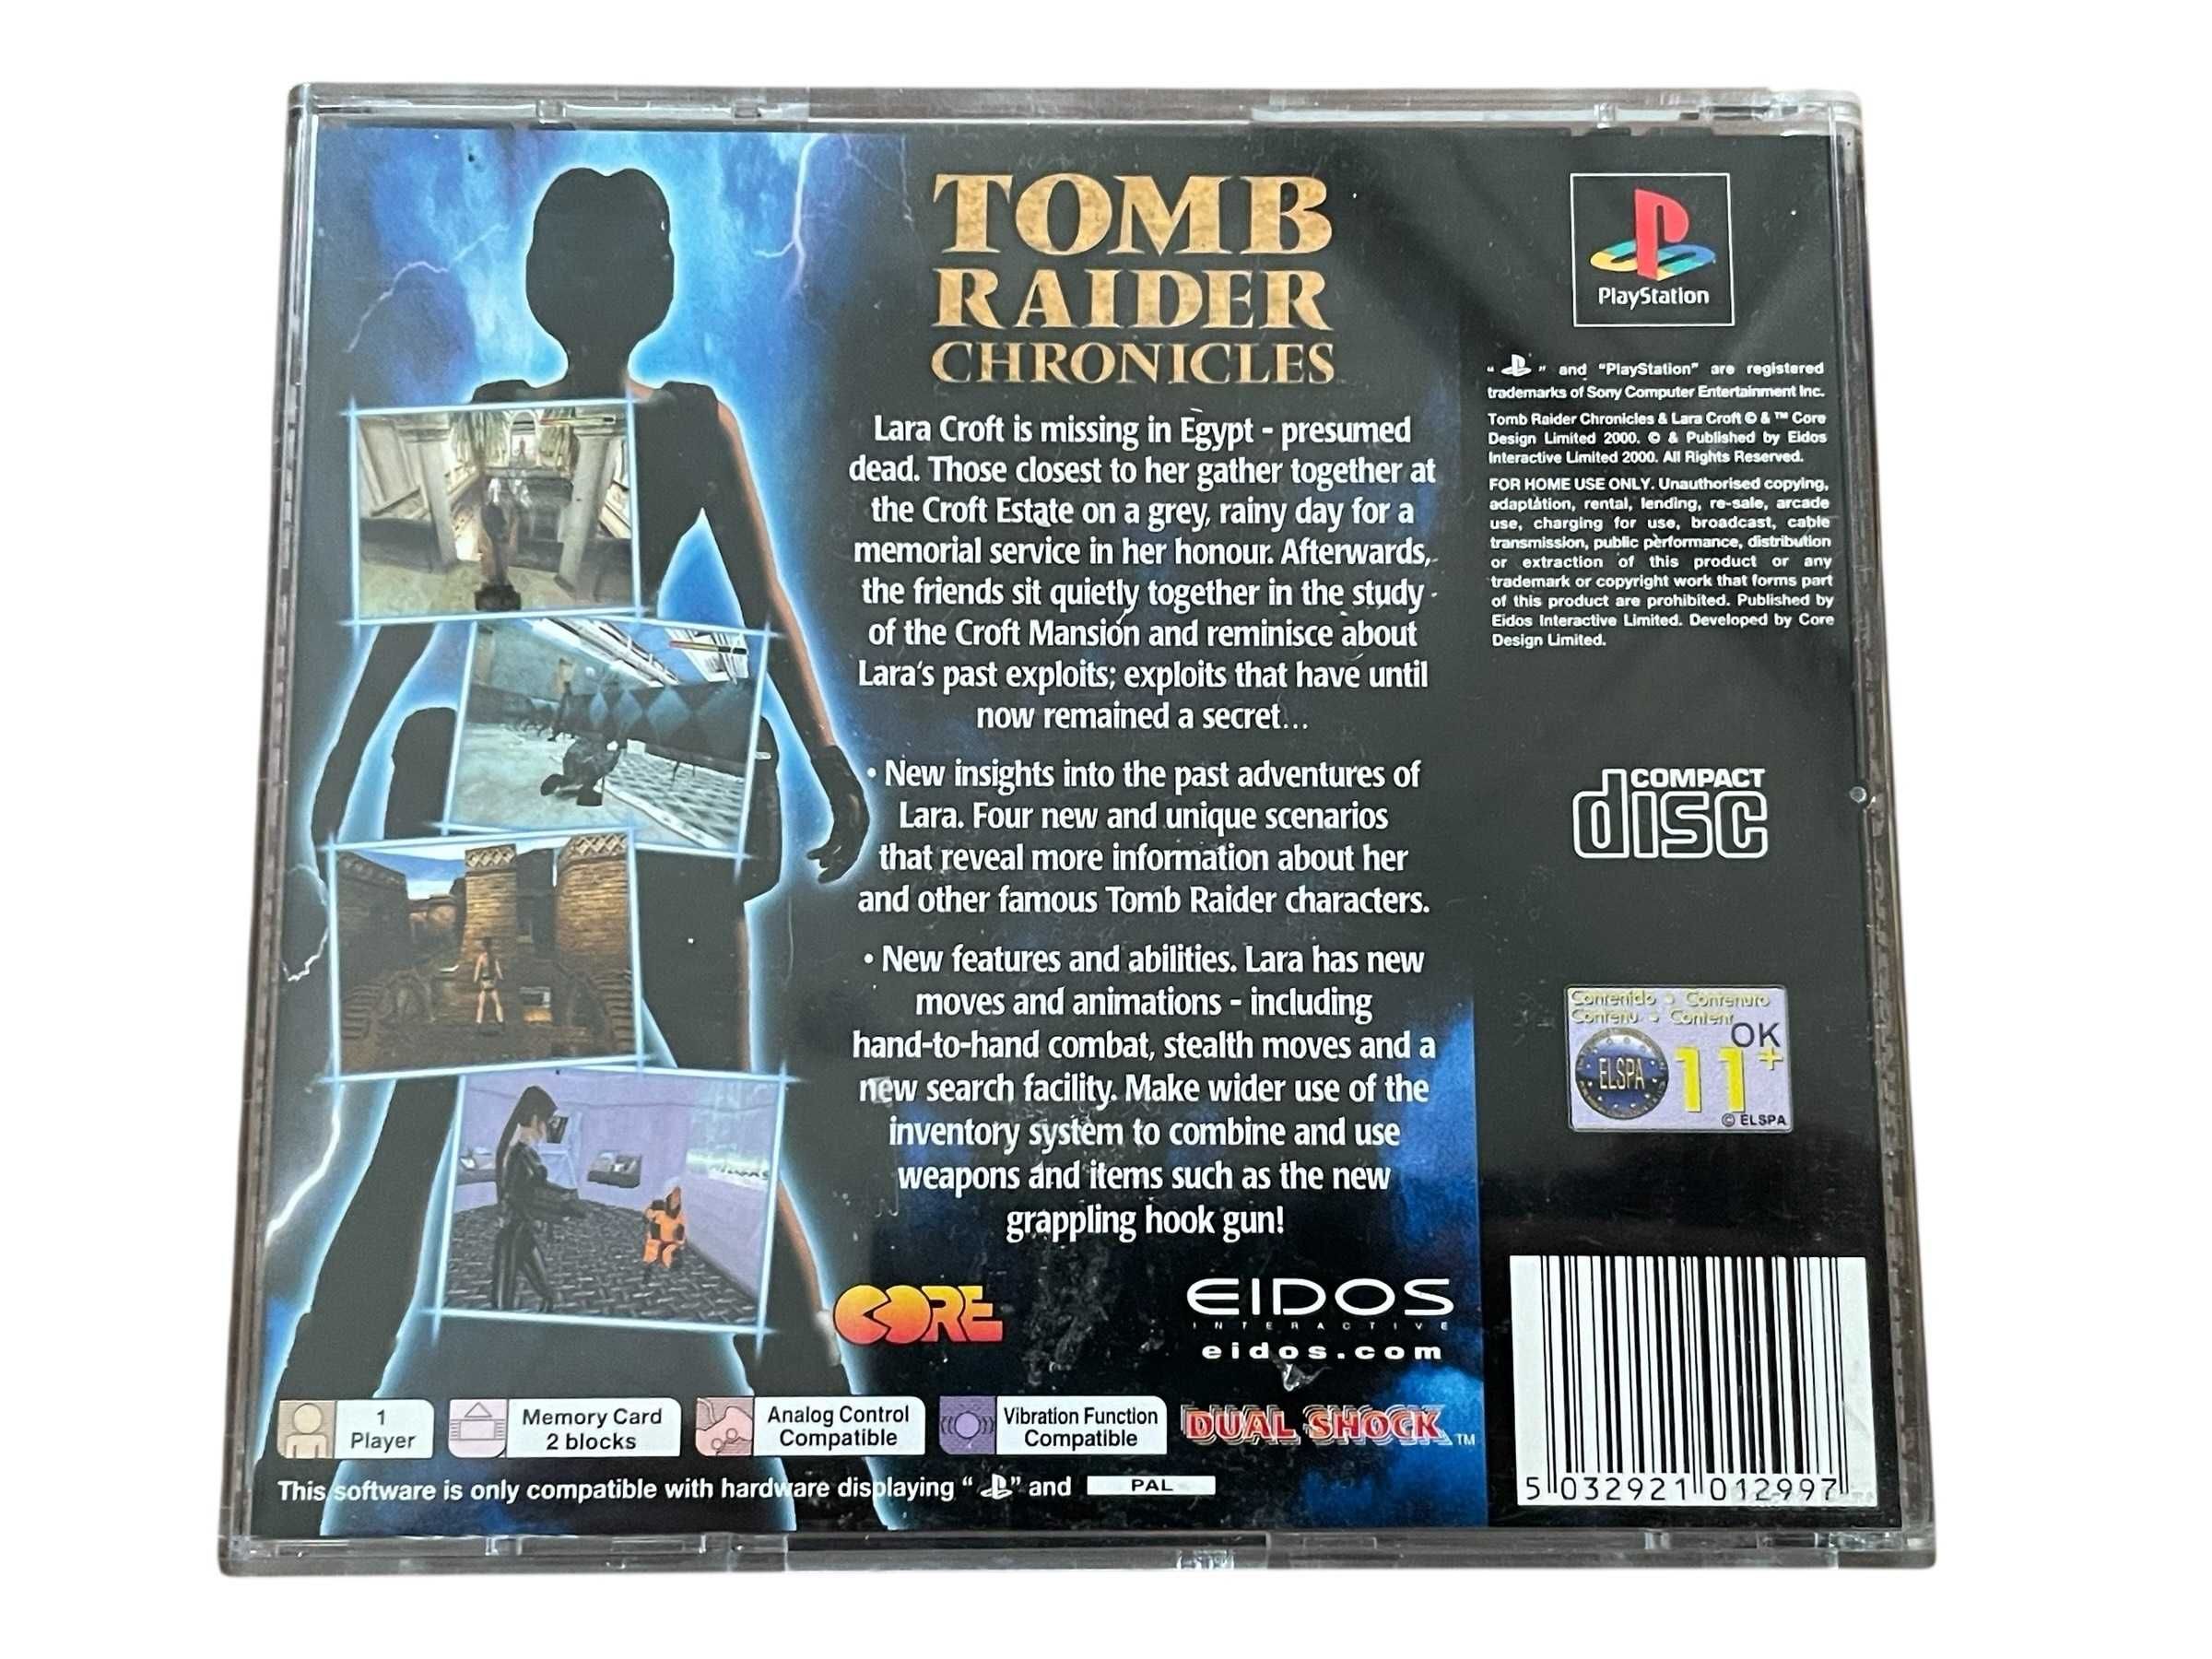 TOMB
RAIDER
CHRONICLES
Lara Croft is missing in Egypt - presumed
dead. Those closest to her gather together at
the Croft Estate on a grey, rainy day for a
memorial service in her honour. Afterwards,
the friends sit quietly together in the study
of the Croft Mansion and reminisce about
Lara's past exploits; exploits that have until
now remained a secret...
• New insights into the past adventures of
Lara. Four new and unique scenarios
that reveal more information about her
and other famous Tomb Raider characters.
• New features and abilities. Lara has new
moves and animations - including
hand-to-hand combat, stealth moves and a
new search facility. Make wider use of the
inventory system to combine and use
weapons and items such as the new
grappling hook gun!
CORE
EIDOS
INTERACTIVE
eidos.com
1
Player
Memory Card
2 blocks
Analog Control
Compatible
Vibration Function
Compatible
DUAL SHOCK™
This software is only compatible with hardware displaying " " and PAL
PlayStation
" " and "PlayStation" are registered
trademarks of Sony Computer Entertainment Inc.
Tomb Raider Chronicles & Lara Croft © & ™ Core
Design Limited 2000. © & Published by Eidos
Interactive Limited 2000. All Rights Reserved.
FOR HOME USE ONLY. Unauthorised copying,
adaptation, rental, lending, re-sale, arcade
use, charging for use, broadcast, cable
transmission, public performance, distribution
or extraction of this product or any
trademark or copyright work that forms part
of this product are prohibited. Published by
Eidos Interactive Limited. Developed by Core
Design Limited.
COMPACT
disc
Contenido Contenuto
Contenu Content
OK
ELSPA
11+
© ELSPA
5 032921 012997